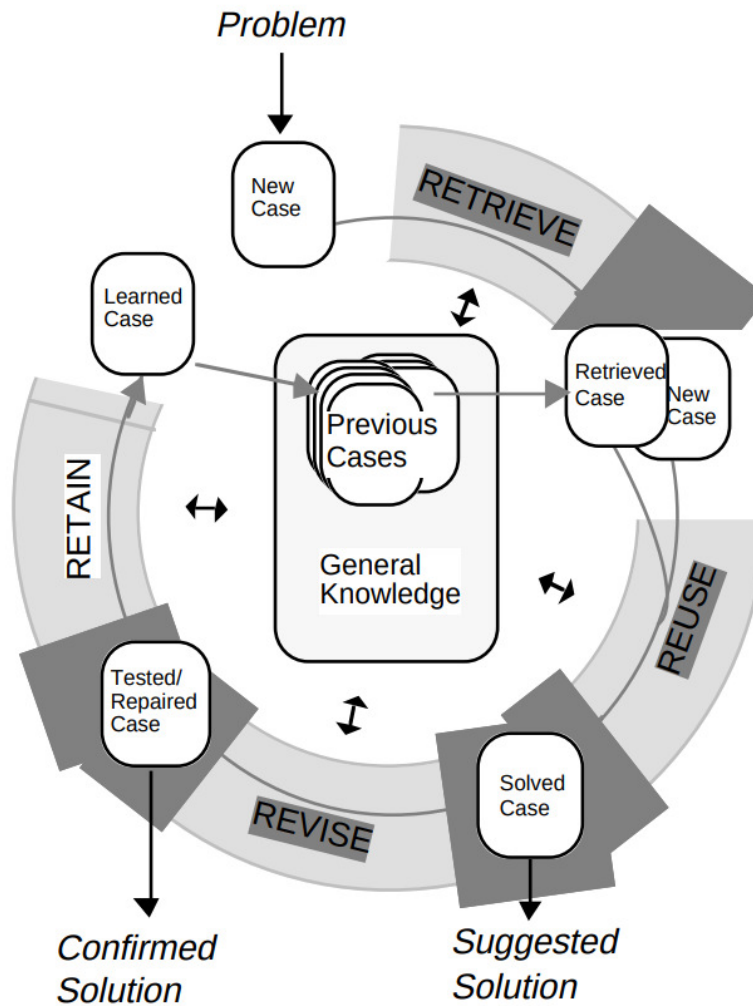 Problem
New
Case
RETRIEVE
Learned
Case
Retrieved
Case
New
Case
Previous
Cases
RETAIN
General
Knowledge
REUSE
Tested/
Repaired
Case
Solved
Case
REVISE
Confirmed
Solution
Suggested
Solution